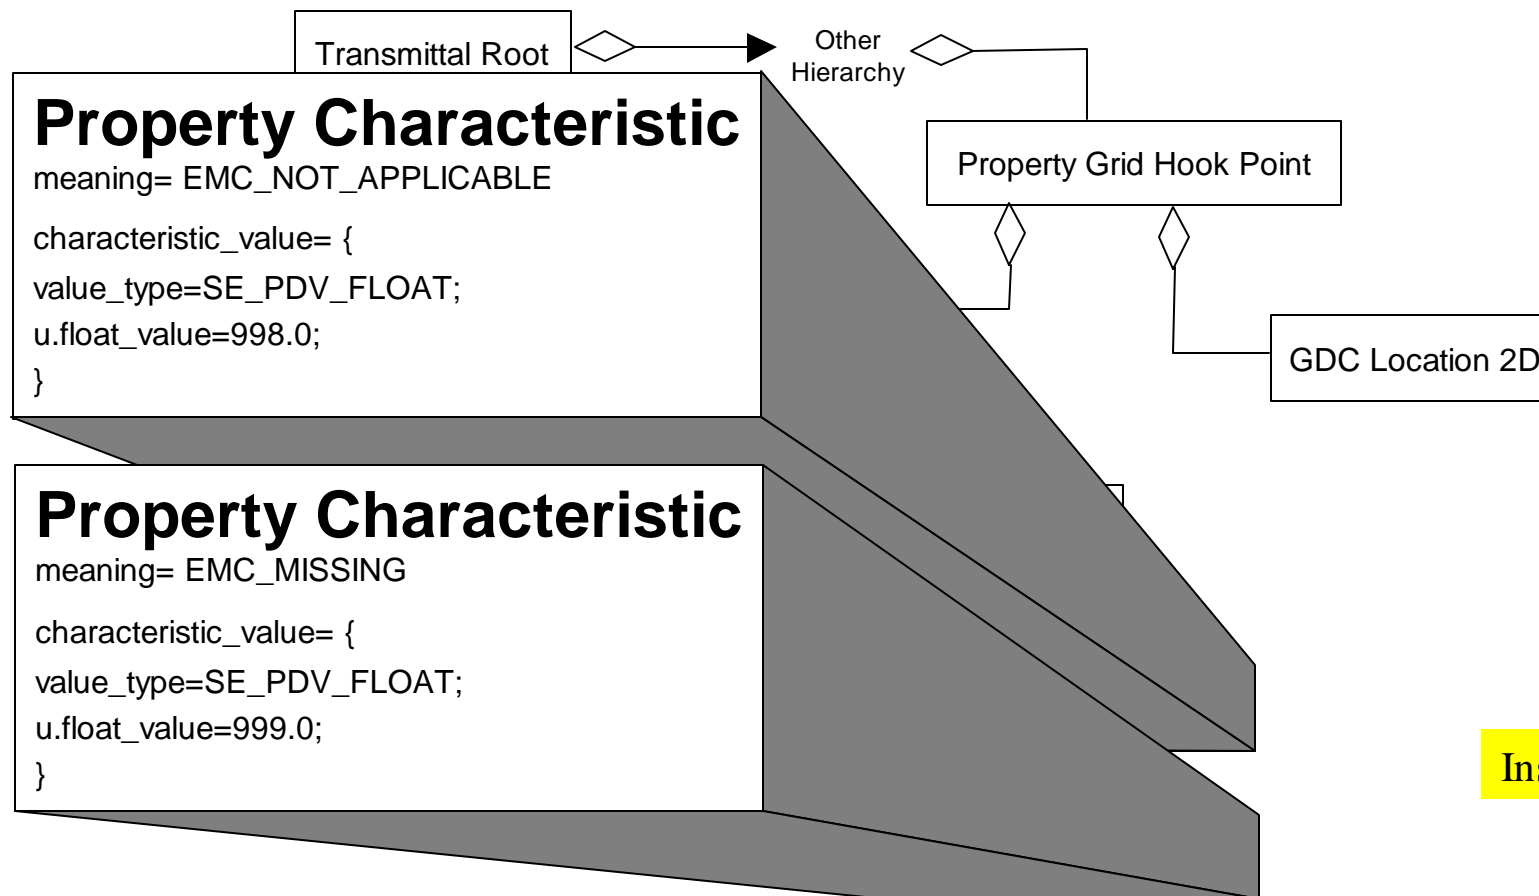 Transmittal Root
Other
Hierarchy
Property Characteristic
meaning= EMC_NOT_APPLICABLE
characteristic_value= {
value_type=SE_PDV_FLOAT;
u.float_value=998.0;
}
Property Grid Hook Point
GDC Location 2D
Property Characteristic
meaning= EMC_MISSING
characteristic_value= {
value_type=SE_PDV_FLOAT;
u.float_value=999.0;
}